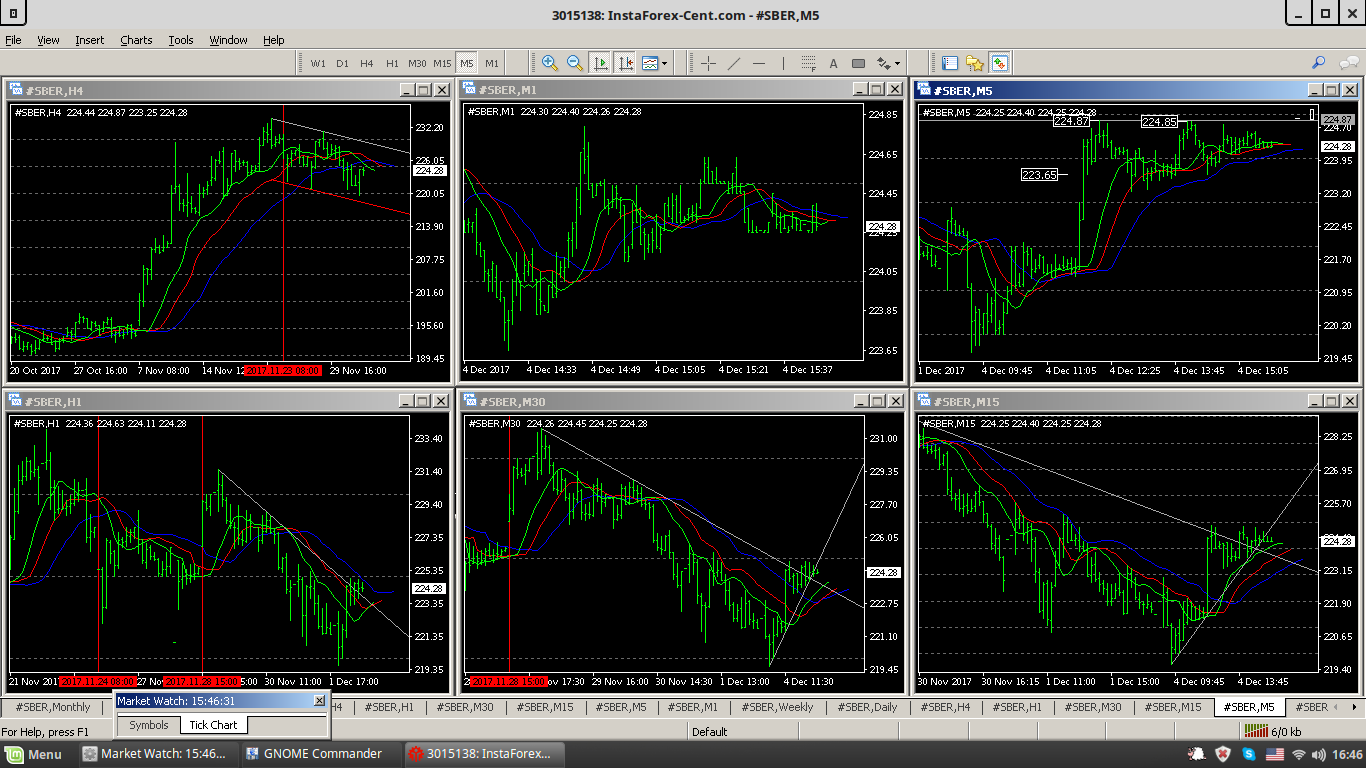 3015138: InstaForex-Cent.com - #SBER,M5
File View Insert Charts Tools Window Help
W1 D1 H4 H1 M30 M15 M5 M1
#SBER,H4
#SBER,H4 224.44 224.87 223.25 224.28
232.20
226.05
224.28
220.05
213.90
207.75
201.60
195.60
189.45
20 Oct 2017 27 Oct 16:00 7 Nov 08:00 14 Nov 12 2017.11.23 08:00 29 Nov 16:00
#SBER,M1
#SBER,M1 224.30 224.40 224.26 224.28
224.85
224.65
224.45
224.28
224.25
224.05
223.85
223.65
4 Dec 2017 4 Dec 14:33 4 Dec 14:49 4 Dec 15:05 4 Dec 15:21 4 Dec 15:37
#SBER,M5
#SBER,M5 224.25 224.40 224.25 224.28
224.87 224.85
223.65
224.87
224.70
224.28
223.95
223.20
222.45
221.70
220.95
220.20
219.45
1 Dec 2017 4 Dec 09:45 4 Dec 11:05 4 Dec 12:25 4 Dec 13:45 4 Dec 15:05
#SBER,H1
#SBER,H1 224.36 224.63 224.11 224.28
233.40
231.40
229.40
227.35
225.35
224.28
223.35
221.35
219.35
21 Nov 2017 2017.11.24 08:00 27 Nov 2017.11.28 15:00 30 Nov 11:00 1 Dec 17:00
#SBER,M30
#SBER,M30 224.26 224.45 224.25 224.28
231.00
229.35
227.70
226.05
224.28
222.75
221.10
219.45
2017.11.28 15:00 17:30 29 Nov 16:00 30 Nov 14:30 1 Dec 13:00 4 Dec 11:30
#SBER,M15
#SBER,M15 224.25 224.40 224.25 224.28
228.25
226.95
225.70
224.28
223.15
221.90
220.65
219.40
30 Nov 2017 30 Nov 16:15 1 Dec 11:00 1 Dec 15:00 4 Dec 09:45 4 Dec 13:45
Market Watch: 15:46:31
Symbols Tick Chart
#SBER,Monthly H4 #SBER,H1 #SBER,M30 #SBER,M15 #SBER,M5 #SBER,M1 #SBER,Weekly #SBER,Daily #SBER,H4 #SBER,H1 #SBER,M30 #SBER,M15 #SBER,M5 #SBER
For Help, press F1 Default 6/0 kb
Menu Market Watch: 15:46... GNOME Commander 3015138: InstaForex... 16:46